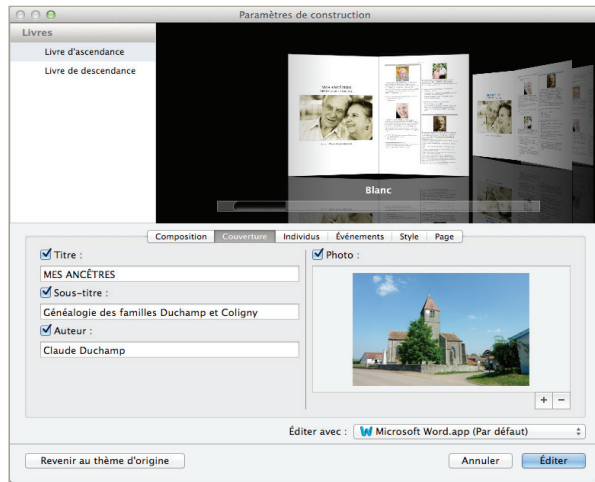 Paramètres de construction
Livres
Livre d'ascendance
Livre de descendance
MES ANCÊTRES
Blanc
Composition Couverture Individus Événements Style Page
Titre :
MES ANCÊTRES
Sous-titre :
Généalogie des familles Duchamp et Coligny
Auteur :
Claude Duchamp
Photo :
+ −
Éditer avec : Microsoft Word.app (Par défaut)
Revenir au thème d'origine
Annuler
Éditer